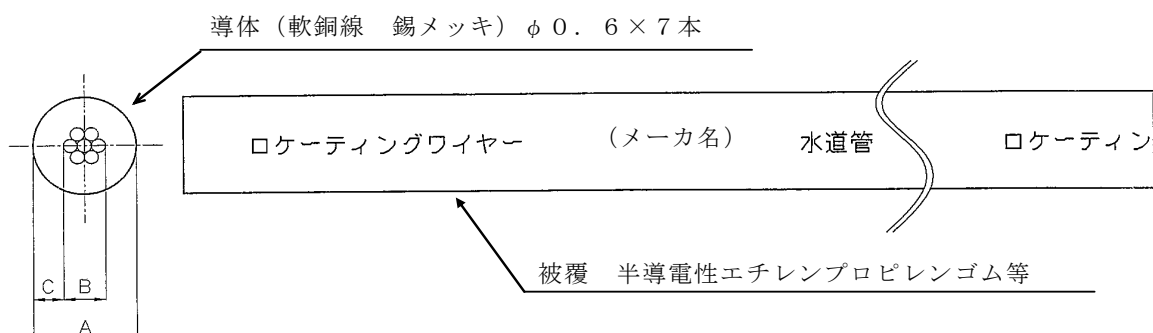 導体（軟銅線　錫メッキ）φ０．６×７本
ロケーティングワイヤー　（メーカ名）　水道管　ロケーティン
被覆　半導電性エチレンプロピレンゴム等
C B
A